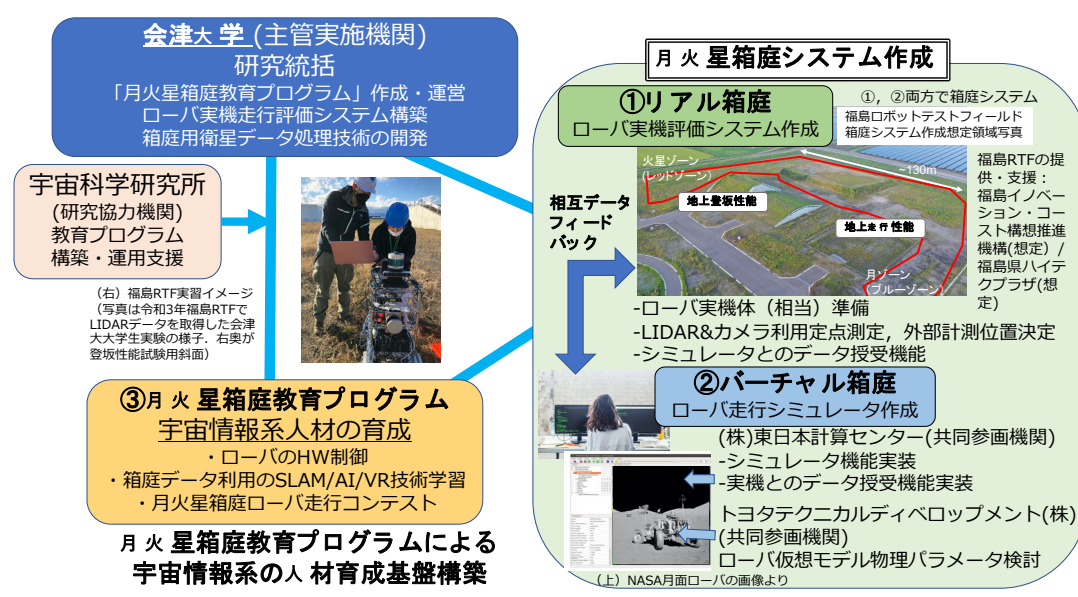 会津大 学 (主管実施機関)
研究統括
「月火星箱庭教育プログラム」作成・運営
ローバ実機走行評価システム構築
箱庭用衛星データ処理技術の開発
宇宙科学研究所
(研究協力機関)
教育プログラム
構築・運用支援
（右）福島RTF実習イメージ
（写真は令和3年福島RTFで
LIDARデータを取得した会津
大大学生実験の様子．右奥が
登坂性能試験用斜面）
③月 火 星箱庭教育プログラム
宇宙情報系人材の育成
・ローバのHW制御
・箱庭データ利用のSLAM/AI/VR技術学習
・月火星箱庭ローバ走行コンテスト
月 火 星箱庭教育プログラムによる
宇宙情報系の人 材育成基盤構築
月 火 星箱庭システム作成
①リアル箱庭
ローバ実機評価システム作成
①，②両方で箱庭システム
福島ロボットテストフィールド
箱庭システム作成想定領域写真
火星ゾーン
(レッドゾーン)
~130m
地上登坂性能
地上走 行 性能
月ゾーン
（ブルーゾーン）
福島RTFの提
供・支援：
福島イノベー
ション・コー
スト構想推進
機構(想定）/
福島県ハイテ
クプラザ(想
定）
相互データ
フィード
バック
-ローバ実機体（相当）準備
-LIDAR&カメラ利用定点測定，外部計測位置決定
-シミュレータとのデータ授受機能
②バーチャル箱庭
ローバ走行シミュレータ作成
(株)東日本計算センター(共同参画機関)
-シミュレータ機能実装
-実機とのデータ授受機能実装
トヨタテクニカルディベロップメント(株)
(共同参画機関)
ローバ仮想モデル物理パラメータ検討
（上）NASA月面ローバの画像より